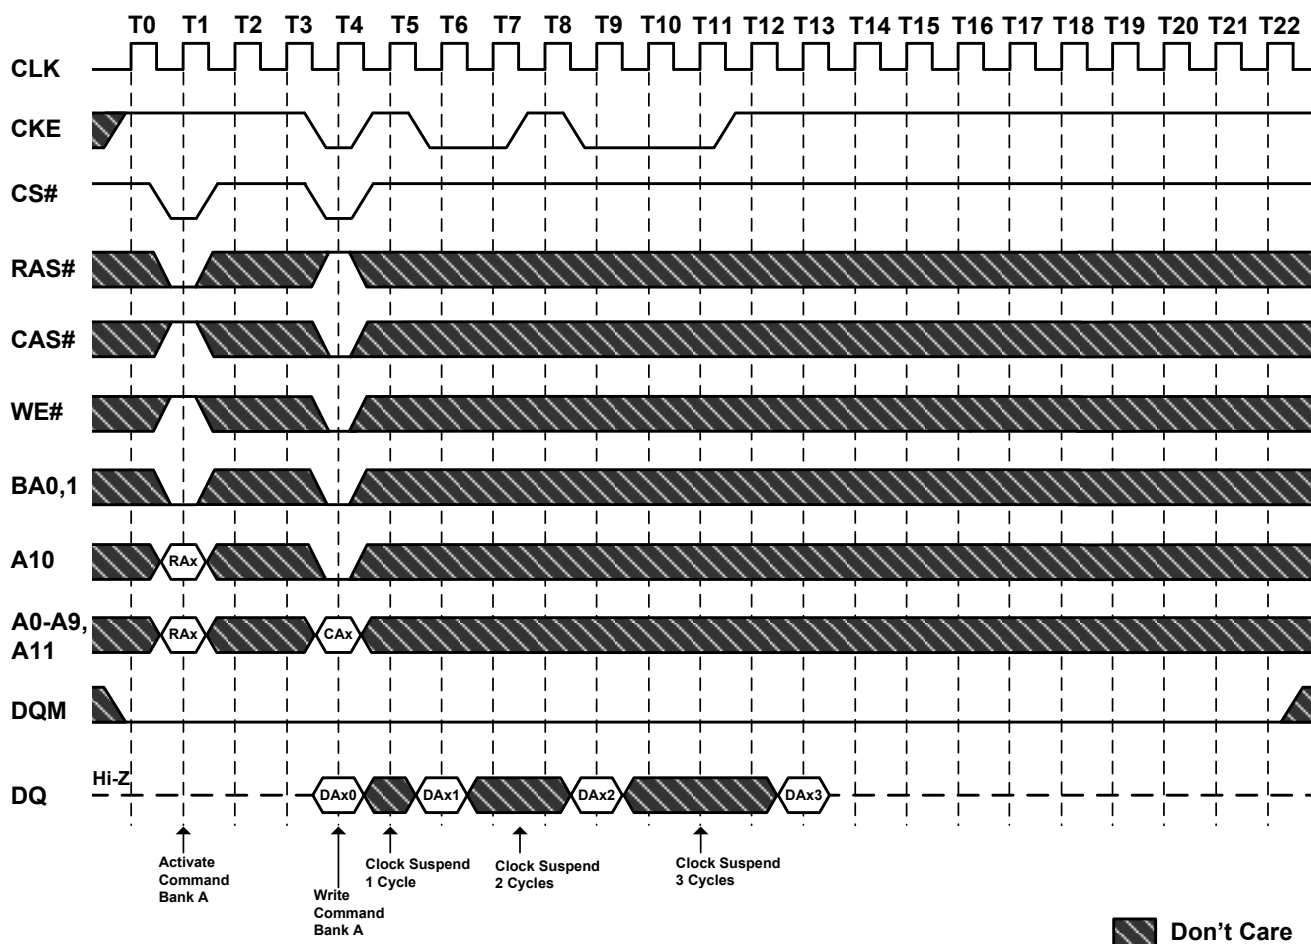 T0 T1 T2 T3 T4 T5 T6 T7 T8 T9 T10 T11 T12 T13 T14 T15 T16 T17 T18 T19 T20 T21 T22
CLK
CKE
CS#
RAS#
CAS#
WE#
BA0,1
A10
RAx
A0-A9,
A11
RAx CAx
DQM
Hi-Z
DQ
DAx0 DAx1 DAx2 DAx3
Activate
Command
Bank A
Write
Command
Bank A
Clock Suspend
1 Cycle
Clock Suspend
2 Cycles
Clock Suspend
3 Cycles
Don't Care